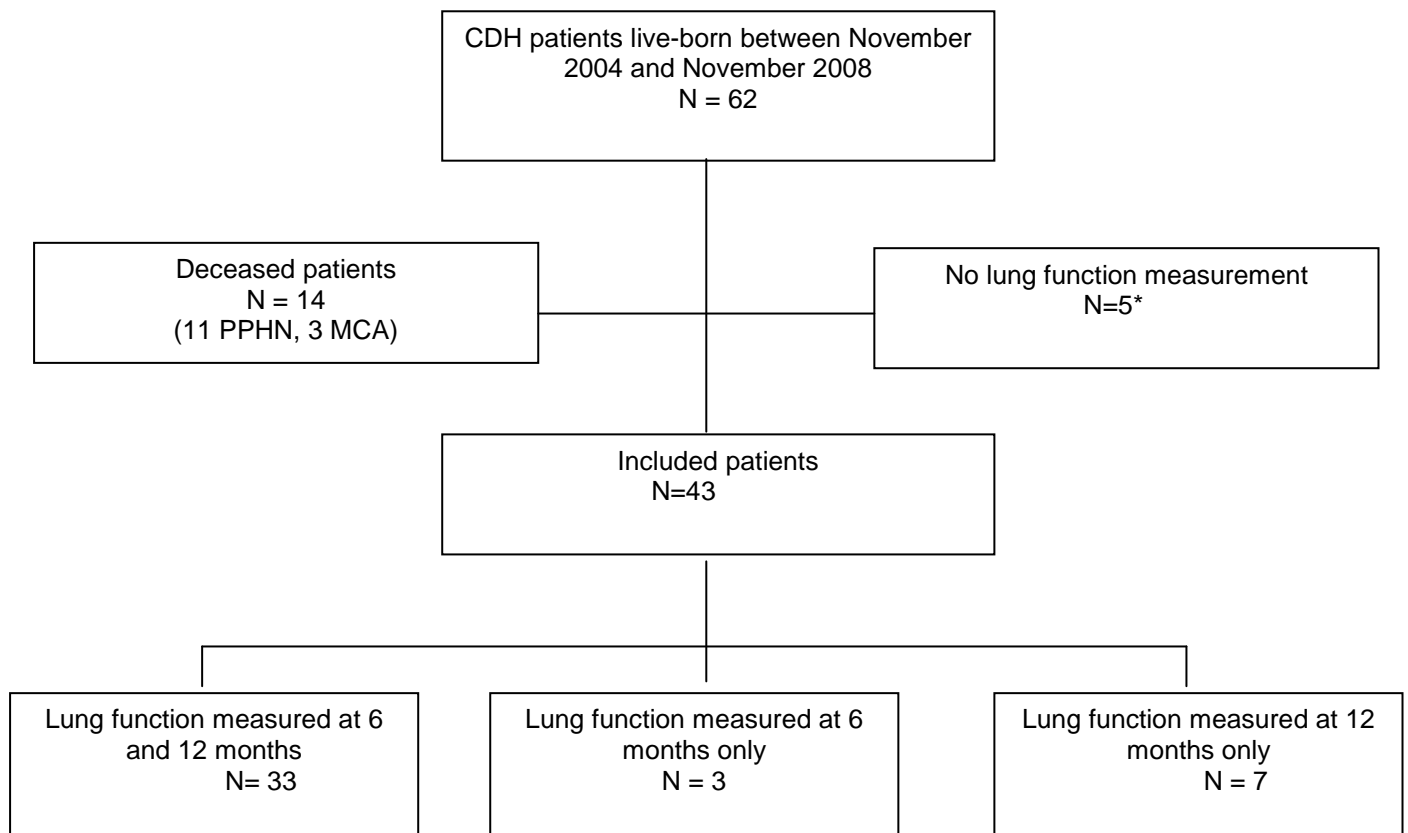 CDH patients live-born between November
2004 and November 2008
N = 62
Deceased patients
N = 14
(11 PPHN, 3 MCA)
No lung function measurement
N=5*
Included patients
N=43
Lung function measured at 6
and 12 months
N= 33
Lung function measured at 6
months only
N = 3
Lung function measured at 12
months only
N = 7